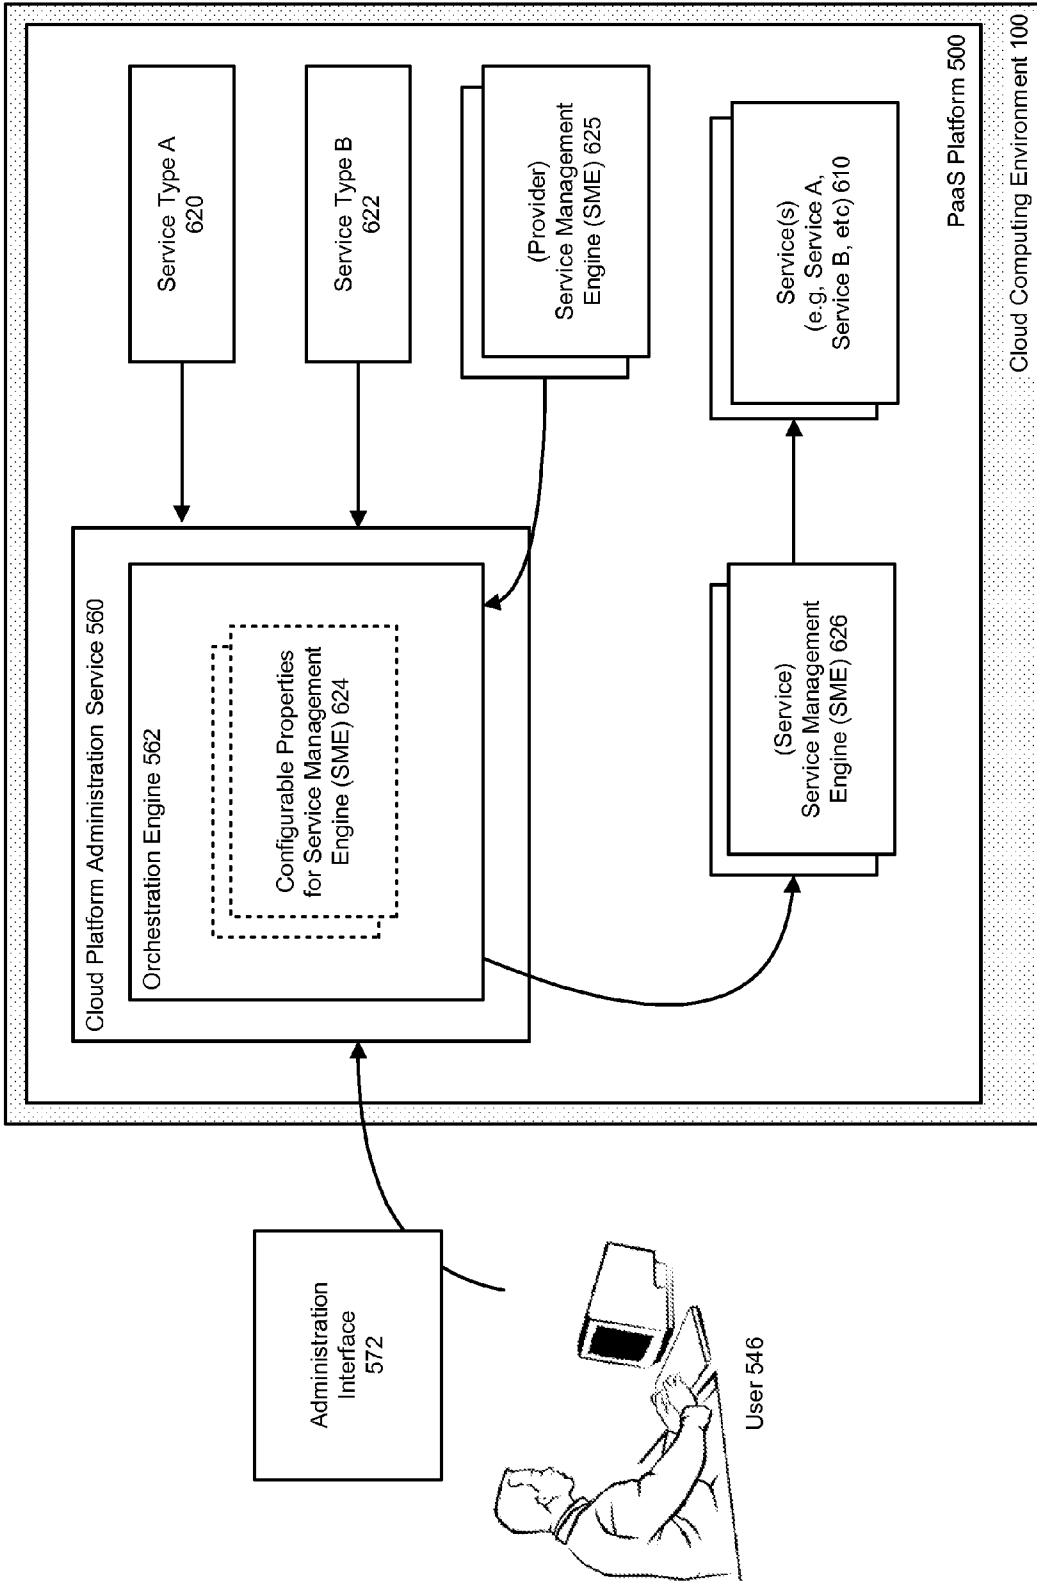 Cloud Platform Administration Service 560
Orchestration Engine 562
Configurable Properties
for Service Management
Engine (SME) 624
Service Type A
620
Service Type B
622
(Provider)
Service Management
Engine (SME) 625
(Service)
Service Management
Engine (SME) 626
Service(s)
(e.g, Service A,
Service B, etc) 610
PaaS Platform 500
Cloud Computing Environment 100
Administration
Interface
572
User 546